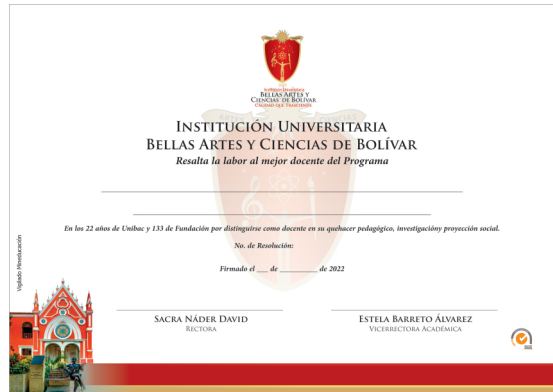 Institución Universitaria
Bellas Artes y
Ciencias de Bolívar
Institución Universitaria
Bellas Artes y Ciencias de Bolívar
Resalta la labor al mejor docente del Programa
En los 22 años de Unibac y 133 de Fundación por distinguirse como docente en su quehacer pedagógico, investigacióny proyección social.
No. de Resolución:
Firmado el ___ de __________ de 2022
Vigilado Mineducación
Sacra Náder David
Rectora
Estela Barreto Álvarez
Vicerrectora Académica